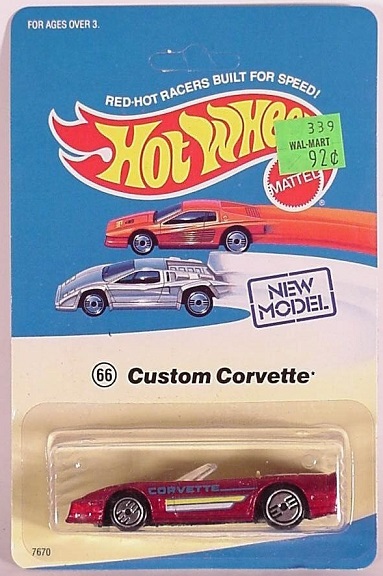 FOR AGES OVER 3.
RED-HOT RACERS BUILT FOR SPEED!
HOT WHEE
339
WAL-MART
92¢
MATTEL
NEW
MODEL
66 Custom Corvette
CORVETTE
7670